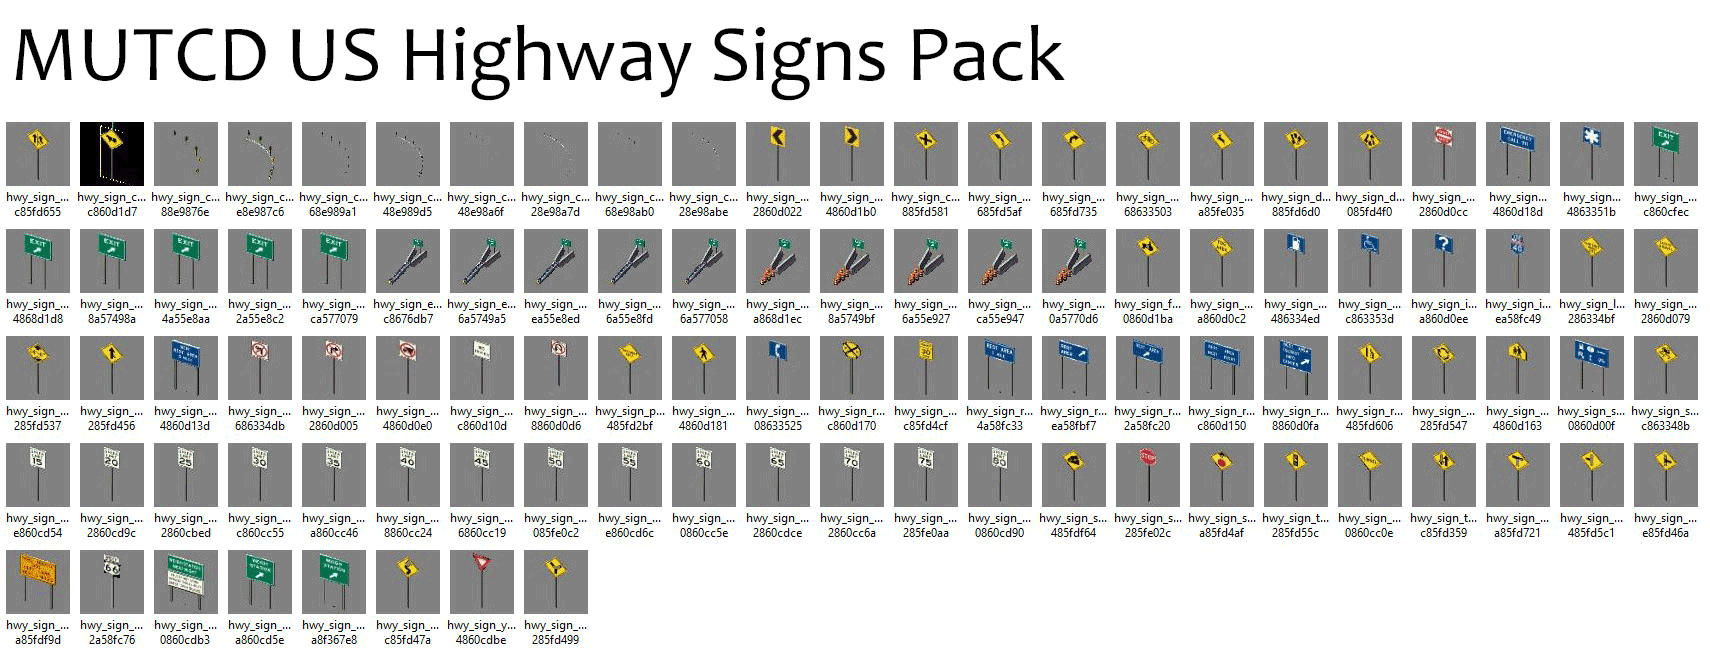 MUTCD US Highway Signs Pack
hwy_sign_... hwy_sign_c... hwy_sign_c... hwy_sign_c... hwy_sign_c... hwy_sign_c... hwy_sign_c... hwy_sign_c... hwy_sign_c... hwy_sign_c... hwy_sign_c... hwy_sign_c... hwy_sign_c... hwy_sign_c... hwy_sign_c... hwy_sign_c... hwy_sign_c... hwy_sign_d... hwy_sign_d... hwy_sign_... hwy_sign_... hwy_sign_... hwy_sign_...
c85fd655 c860d1d7 88e9876e e8e987c6 68e989a1 48e989d5 48e98a6f 28e98a7d 68e98ab0 28e98abe 2860d022 4860d1b0 885fd581 685fd5af 685fd735 68633503 a85fe035 885fd6d0 085fd4f0 2860d0cc 4860d18d 4863351b c860cfec
hwy_sign_... hwy_sign_... hwy_sign_... hwy_sign_... hwy_sign_... hwy_sign_e... hwy_sign_e... hwy_sign_... hwy_sign_... hwy_sign_... hwy_sign_... hwy_sign_... hwy_sign_... hwy_sign_... hwy_sign_... hwy_sign_f... hwy_sign_... hwy_sign_... hwy_sign_... hwy_sign_i... hwy_sign_i... hwy_sign_l... hwy_sign_...
4868d1d8 8a57498a 4a55e8aa 2a55e8c2 ca577079 c8676db7 6a5749a5 ea55e8ed 6a55e8fd 6a577058 a868d1ec 8a5749bf 6a55e927 ca55e947 0a5770d6 0860d1ba a860d0c2 486334ed c863353d a860d0ee ea58fc49 286334bf 2860d079
hwy_sign_... hwy_sign_... hwy_sign_... hwy_sign_... hwy_sign_... hwy_sign_... hwy_sign_... hwy_sign_... hwy_sign_p... hwy_sign_... hwy_sign_... hwy_sign_r... hwy_sign_... hwy_sign_r... hwy_sign_r... hwy_sign_r... hwy_sign_r... hwy_sign_r... hwy_sign_... hwy_sign_... hwy_sign_... hwy_sign_s... hwy_sign_s...
285fd537 285fd456 4860d13d 686334db 2860d005 4860d0e0 c860d10d 8860d0d6 485fd2bf 4860d181 08633525 c860d170 c85fd4cf 4a58fc33 ea58fbf7 2a58fc20 c860d150 8860d0fa 485fd606 285fd547 4860d163 0860d00f c863348b
hwy_sign_... hwy_sign_... hwy_sign_... hwy_sign_... hwy_sign_... hwy_sign_... hwy_sign_... hwy_sign_... hwy_sign_... hwy_sign_... hwy_sign_... hwy_sign_... hwy_sign_... hwy_sign_... hwy_sign_s... hwy_sign_s... hwy_sign_s... hwy_sign_t... hwy_sign_... hwy_sign_t... hwy_sign_... hwy_sign_... hwy_sign_...
e860cd54 2860cd9c 2860cbed c860cc55 a860cc46 8860cc24 6860cc19 085fe0c2 e860cd6c 0860cc5e 2860cdce 2860cc6a 285fe0aa 0860cd90 485fdf64 285fe02c a85fd4af 285fd55c 0860cc0e c85fd359 a85fd721 485fd5c1 e85fd46a
hwy_sign_... hwy_sign_... hwy_sign_... hwy_sign_... hwy_sign_... hwy_sign_... hwy_sign_y... hwy_sign_...
a85fdf9d 2a58fc76 0860cdb3 a860cd5e a8f367e8 c85fd47a 4860cdbe 285fd499